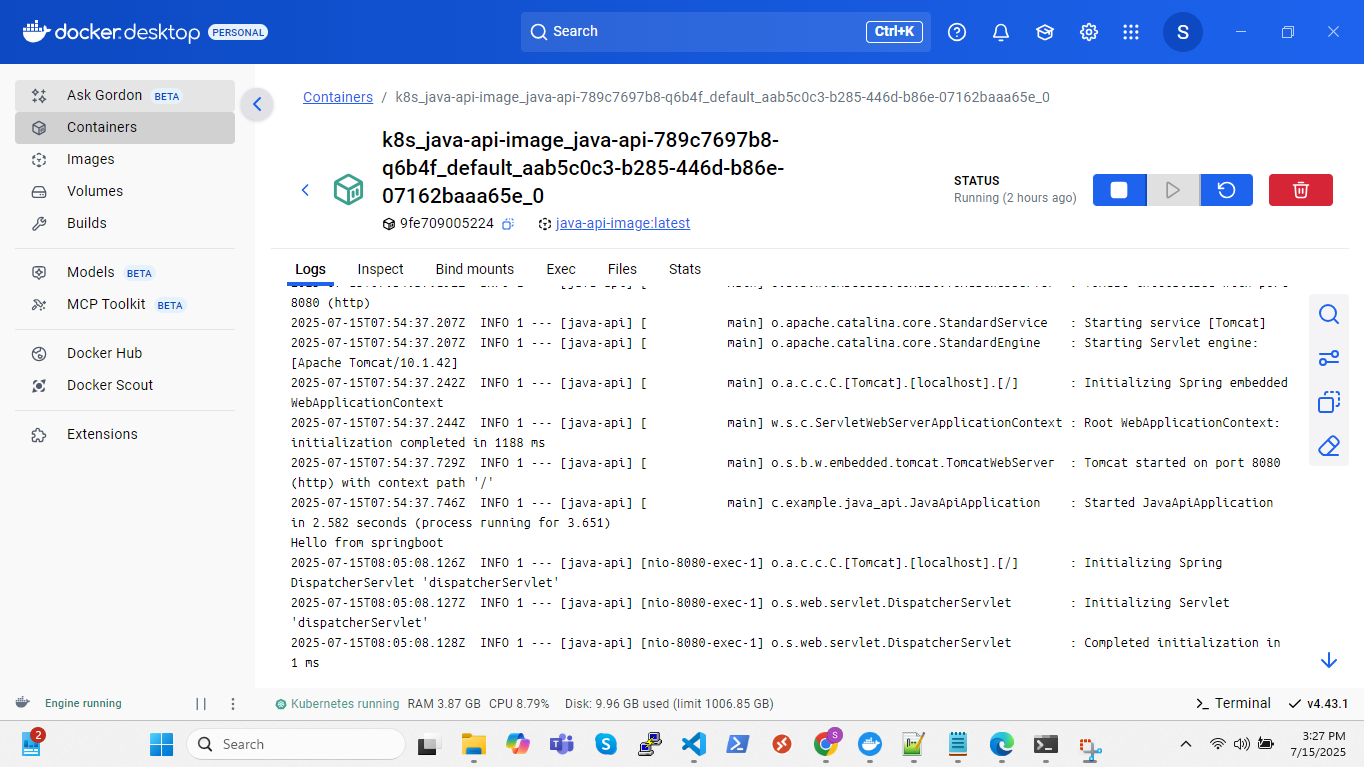 docker.desktop PERSONAL
Search Ctrl+K
S
Ask Gordon BETA
Containers
Images
Volumes
Builds
Models BETA
MCP Toolkit BETA
Docker Hub
Docker Scout
Extensions
Containers / k8s_java-api-image_java-api-789c7697b8-q6b4f_default_aab5c0c3-b285-446d-b86e-07162baaa65e_0
k8s_java-api-image_java-api-789c7697b8-
q6b4f_default_aab5c0c3-b285-446d-b86e-
07162baaa65e_0
9fe709005224 java-api-image:latest
STATUS
Running (2 hours ago)
Logs Inspect Bind mounts Exec Files Stats
8080 (http)
2025-07-15T07:54:37.207Z  INFO 1 --- [java-api] [           main] o.apache.catalina.core.StandardService   : Starting service [Tomcat]
2025-07-15T07:54:37.207Z  INFO 1 --- [java-api] [           main] o.apache.catalina.core.StandardEngine    : Starting Servlet engine:
[Apache Tomcat/10.1.42]
2025-07-15T07:54:37.242Z  INFO 1 --- [java-api] [           main] o.a.c.c.C.[Tomcat].[localhost].[/]       : Initializing Spring embedded
WebApplicationContext
2025-07-15T07:54:37.244Z  INFO 1 --- [java-api] [           main] w.s.c.ServletWebServerApplicationContext : Root WebApplicationContext:
initialization completed in 1188 ms
2025-07-15T07:54:37.729Z  INFO 1 --- [java-api] [           main] o.s.b.w.embedded.tomcat.TomcatWebServer  : Tomcat started on port 8080
(http) with context path '/'
2025-07-15T07:54:37.746Z  INFO 1 --- [java-api] [           main] c.example.java_api.JavaApiApplication    : Started JavaApiApplication
in 2.582 seconds (process running for 3.651)
Hello from springboot
2025-07-15T08:05:08.126Z  INFO 1 --- [java-api] [nio-8080-exec-1] o.a.c.c.C.[Tomcat].[localhost].[/]       : Initializing Spring
DispatcherServlet 'dispatcherServlet'
2025-07-15T08:05:08.127Z  INFO 1 --- [java-api] [nio-8080-exec-1] o.s.web.servlet.DispatcherServlet        : Initializing Servlet
'dispatcherServlet'
2025-07-15T08:05:08.128Z  INFO 1 --- [java-api] [nio-8080-exec-1] o.s.web.servlet.DispatcherServlet        : Completed initialization in
1 ms
Engine running
Kubernetes running RAM 3.87 GB CPU 8.79% Disk: 9.96 GB used (limit 1006.85 GB)
Terminal v4.43.1
2
Search
S
3:27 PM
7/15/2025